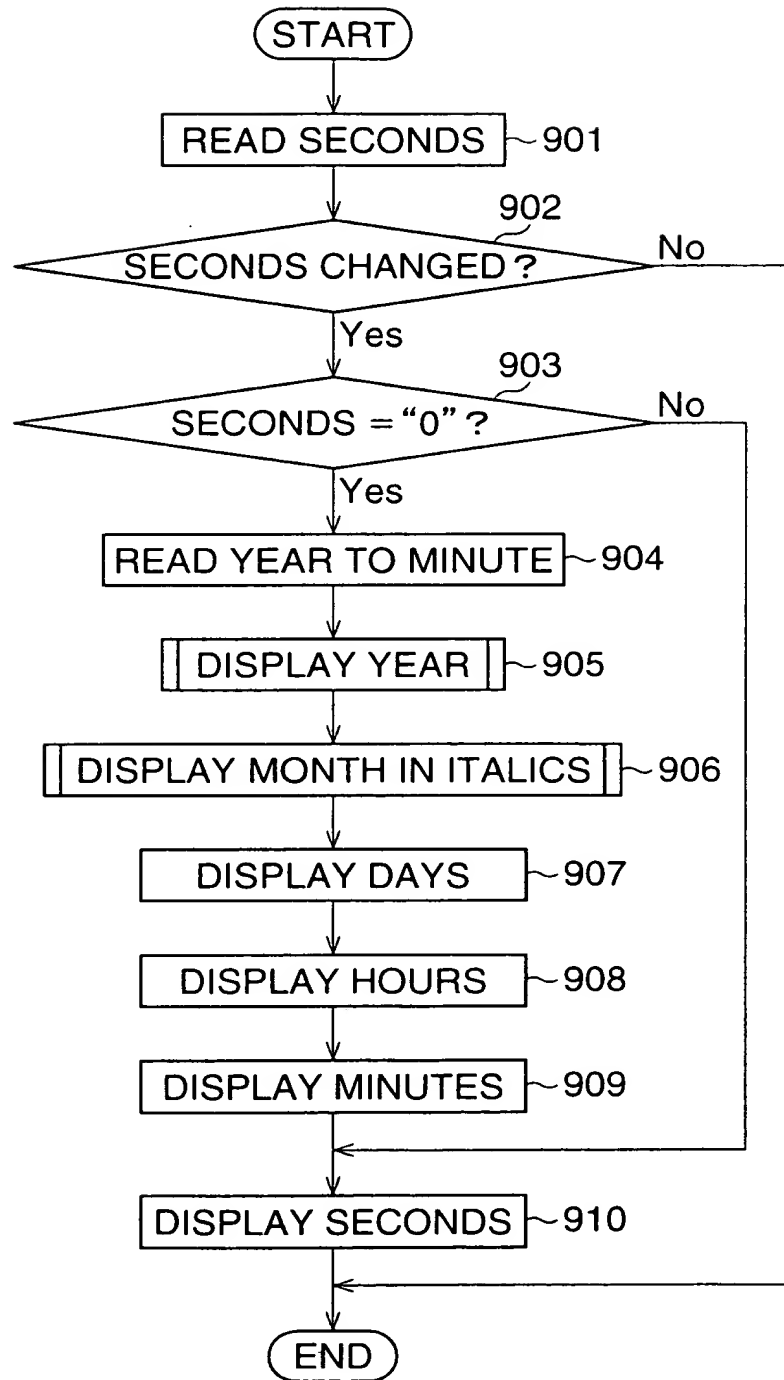 START
READ SECONDS ~901
902
SECONDS CHANGED? No
Yes
903
SECONDS = “0”? No
Yes
READ YEAR TO MINUTE ~904
DISPLAY YEAR ~905
DISPLAY MONTH IN ITALICS ~906
DISPLAY DAYS ~907
DISPLAY HOURS ~908
DISPLAY MINUTES ~909
DISPLAY SECONDS ~910
END